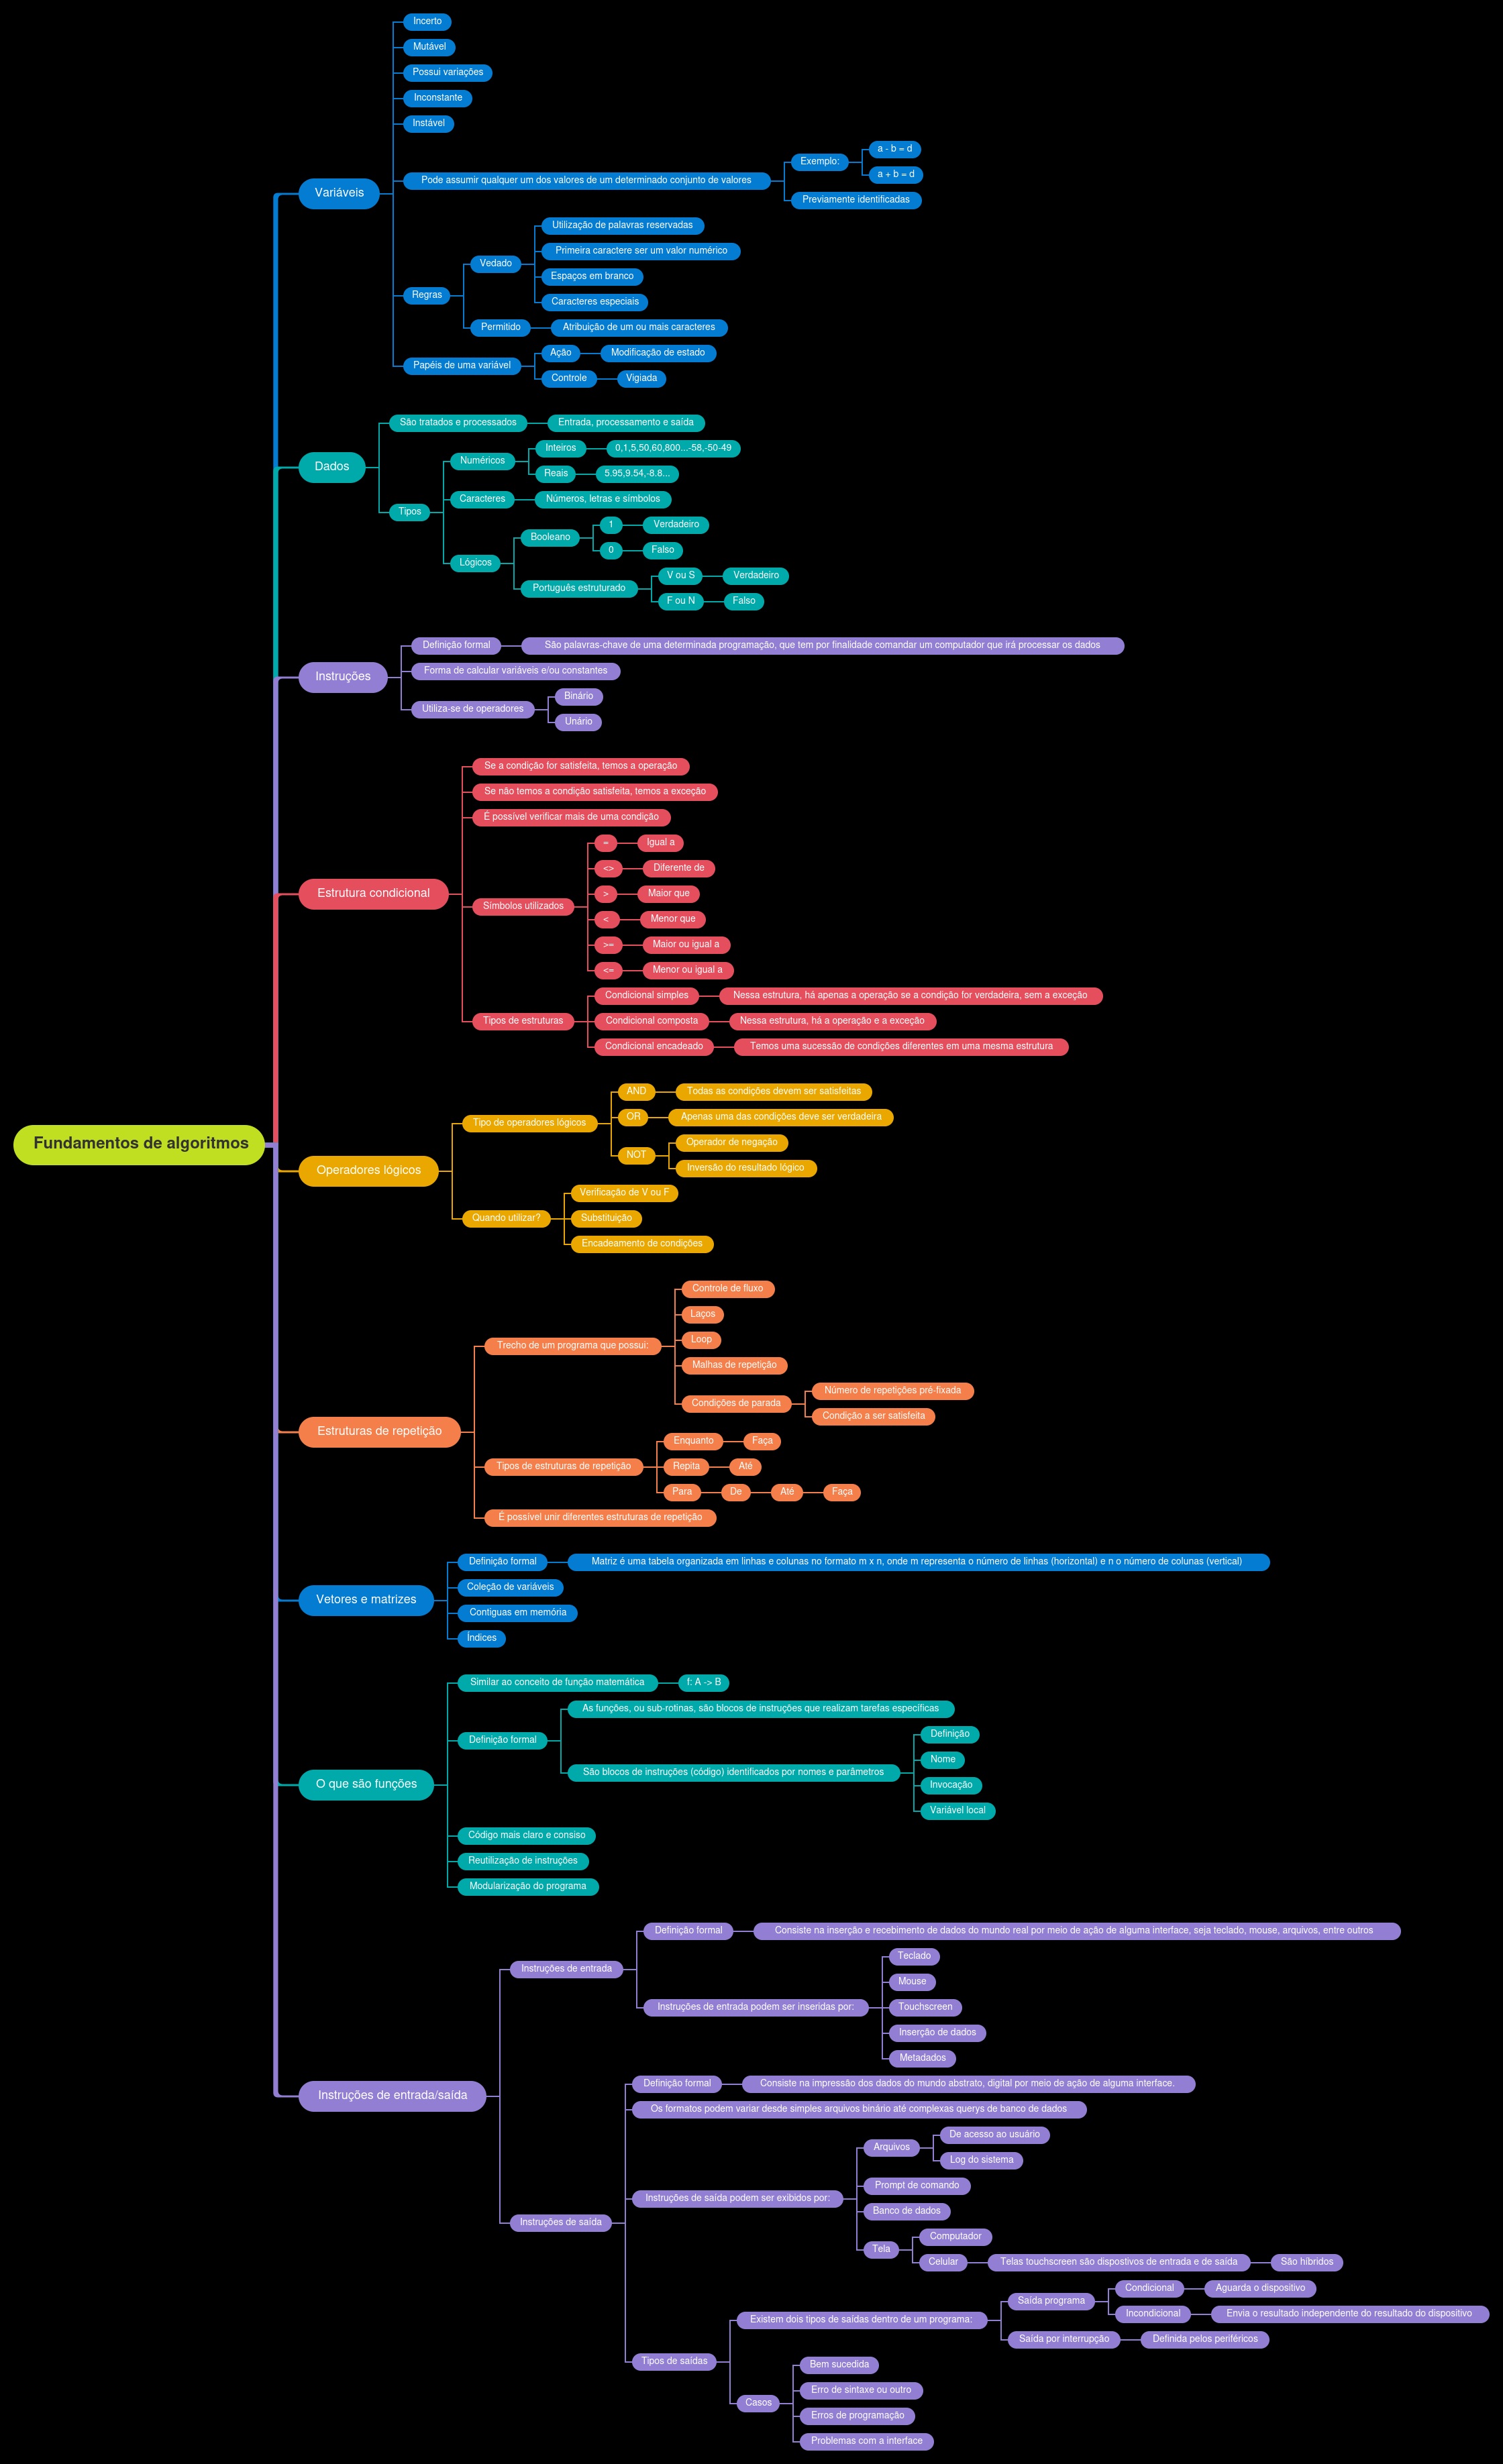 Fundamentos de algoritmos
Variáveis
Incerto
Mutável
Possui variações
Inconstante
Instável
Pode assumir qualquer um dos valores de um determinado conjunto de valores
Exemplo:
a - b = d
a + b = d
Previamente identificadas
Regras
Vedado
Utilização de palavras reservadas
Primeira caractere ser um valor numérico
Espaços em branco
Caracteres especiais
Permitido
Atribuição de um ou mais caracteres
Papéis de uma variável
Ação
Modificação de estado
Controle
Vigiada
Dados
São tratados e processados
Entrada, processamento e saída
Tipos
Numéricos
Inteiros
0,1,5,50,60,800...-58,-50-49
Reais
5.95,9.54,-8.8...
Caracteres
Números, letras e símbolos
Lógicos
Booleano
1
Verdadeiro
0
Falso
Português estruturado
V ou S
Verdadeiro
F ou N
Falso
Instruções
Definição formal
São palavras-chave de uma determinada programação, que tem por finalidade comandar um computador que irá processar os dados
Forma de calcular variáveis e/ou constantes
Utiliza-se de operadores
Binário
Unário
Estrutura condicional
Se a condição for satisfeita, temos a operação
Se não temos a condição satisfeita, temos a exceção
É possível verificar mais de uma condição
Símbolos utilizados
=
Igual a
<>
Diferente de
>
Maior que
<
Menor que
>=
Maior ou igual a
<=
Menor ou igual a
Tipos de estruturas
Condicional simples
Nessa estrutura, há apenas a operação se a condição for verdadeira, sem a exceção
Condicional composta
Nessa estrutura, há a operação e a exceção
Condicional encadeado
Temos uma sucessão de condições diferentes em uma mesma estrutura
Operadores lógicos
Tipo de operadores lógicos
AND
Todas as condições devem ser satisfeitas
OR
Apenas uma das condições deve ser verdadeira
NOT
Operador de negação
Inversão do resultado lógico
Quando utilizar?
Verificação de V ou F
Substituição
Encadeamento de condições
Estruturas de repetição
Trecho de um programa que possui:
Controle de fluxo
Laços
Loop
Malhas de repetição
Condições de parada
Número de repetições pré-fixada
Condição a ser satisfeita
Tipos de estruturas de repetição
Enquanto
Faça
Repita
Até
Para
De
Até
Faça
É possível unir diferentes estruturas de repetição
Vetores e matrizes
Definição formal
Matriz é uma tabela organizada em linhas e colunas no formato m x n, onde m representa o número de linhas (horizontal) e n o número de colunas (vertical)
Coleção de variáveis
Contiguas em memória
Índices
O que são funções
Similar ao conceito de função matemática
f: A -> B
Definição formal
As funções, ou sub-rotinas, são blocos de instruções que realizam tarefas específicas
São blocos de instruções (código) identificados por nomes e parâmetros
Definição
Nome
Invocação
Variável local
Código mais claro e consiso
Reutilização de instruções
Modularização do programa
Instruções de entrada/saída
Instruções de entrada
Definição formal
Consiste na inserção e recebimento de dados do mundo real por meio de ação de alguma interface, seja teclado, mouse, arquivos, entre outros
Instruções de entrada podem ser inseridas por:
Teclado
Mouse
Touchscreen
Inserção de dados
Metadados
Instruções de saída
Definição formal
Consiste na impressão dos dados do mundo abstrato, digital por meio de ação de alguma interface.
Os formatos podem variar desde simples arquivos binário até complexas querys de banco de dados
Instruções de saída podem ser exibidos por:
Arquivos
De acesso ao usuário
Log do sistema
Prompt de comando
Banco de dados
Tela
Computador
Celular
Telas touchscreen são dispostivos de entrada e de saída
São híbridos
Tipos de saídas
Existem dois tipos de saídas dentro de um programa:
Saída programa
Condicional
Aguarda o dispositivo
Incondicional
Envia o resultado independente do resultado do dispositivo
Saída por interrupção
Definida pelos periféricos
Casos
Bem sucedida
Erro de sintaxe ou outro
Erros de programação
Problemas com a interface